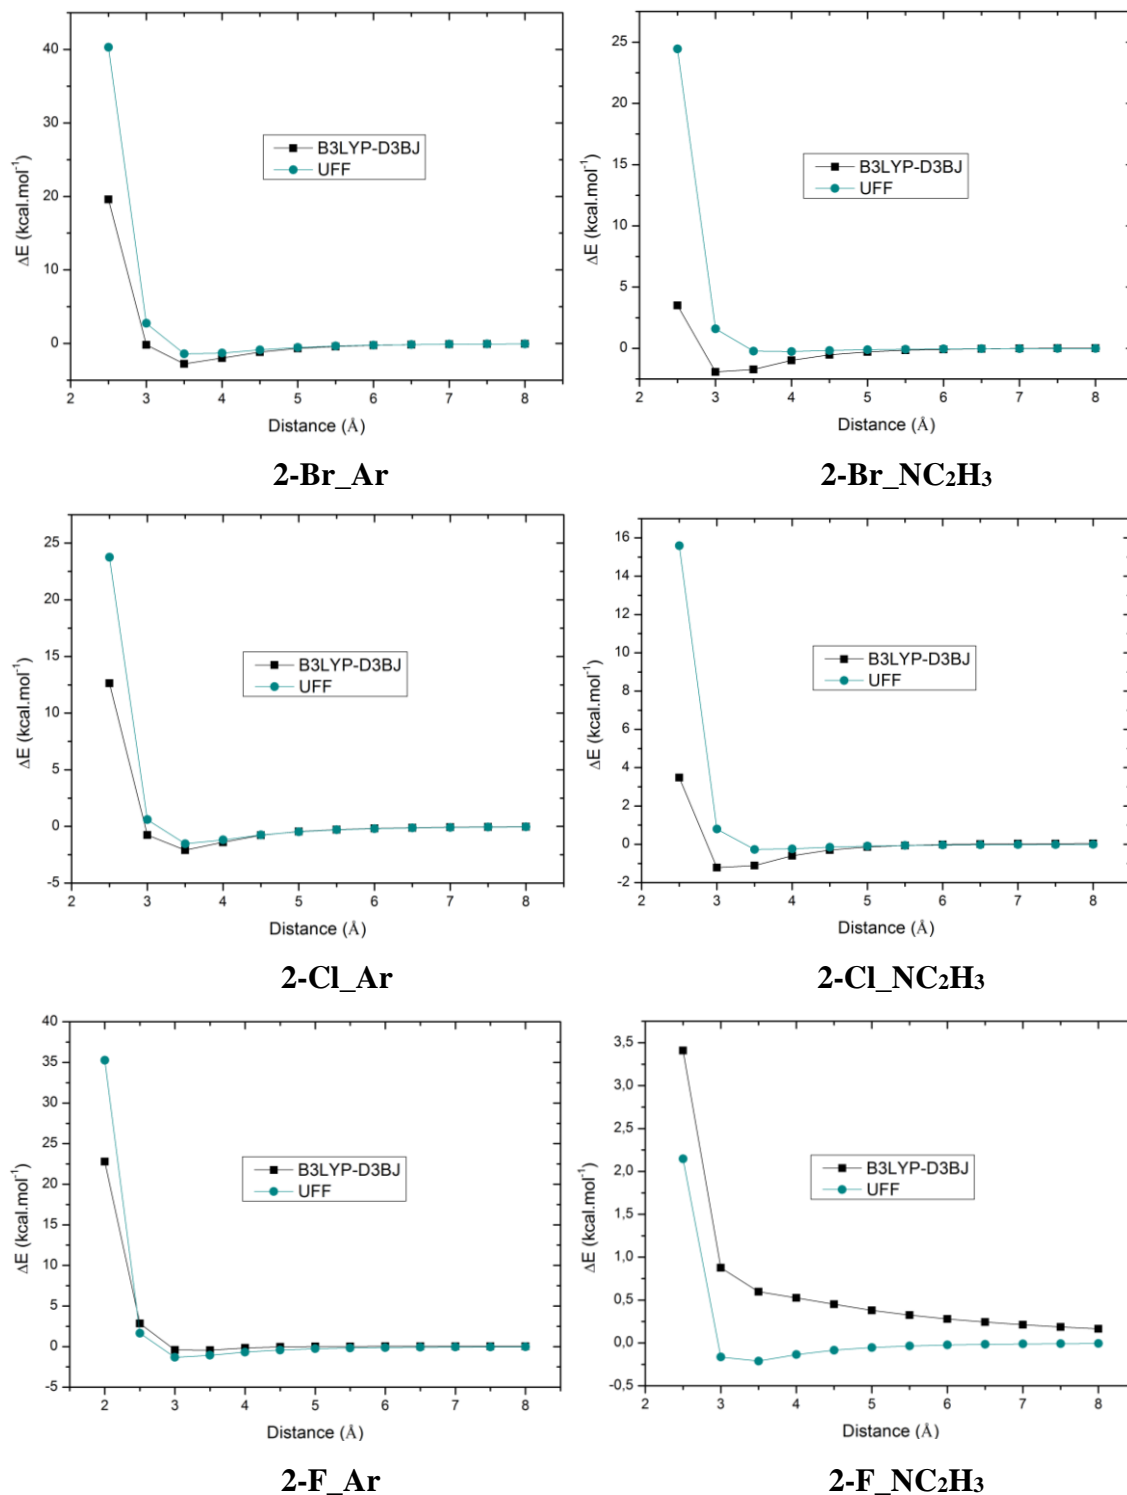 40
30
20
10
0
ΔE (kcal.mol⁻¹)
B3LYP-D3BJ
UFF
2 3 4 5 6 7 8
Distance (Å)
2-Br_Ar
25
20
15
10
5
0
ΔE (kcal.mol⁻¹)
B3LYP-D3BJ
UFF
2 3 4 5 6 7 8
Distance (Å)
2-Br_NC₂H₃
25
20
15
10
5
0
-5
ΔE (kcal.mol⁻¹)
B3LYP-D3BJ
UFF
2 3 4 5 6 7 8
Distance (Å)
2-Cl_Ar
16
14
12
10
8
6
4
2
0
-2
ΔE (kcal.mol⁻¹)
B3LYP-D3BJ
UFF
2 3 4 5 6 7 8
Distance (Å)
2-Cl_NC₂H₃
40
35
30
25
20
15
10
5
0
-5
ΔE (kcal.mol⁻¹)
B3LYP-D3BJ
UFF
2 3 4 5 6 7 8
Distance (Å)
2-F_Ar
3,5
3,0
2,5
2,0
1,5
1,0
0,5
0,0
-0,5
ΔE (kcal.mol⁻¹)
B3LYP-D3BJ
UFF
2 3 4 5 6 7 8
Distance (Å)
2-F_NC₂H₃